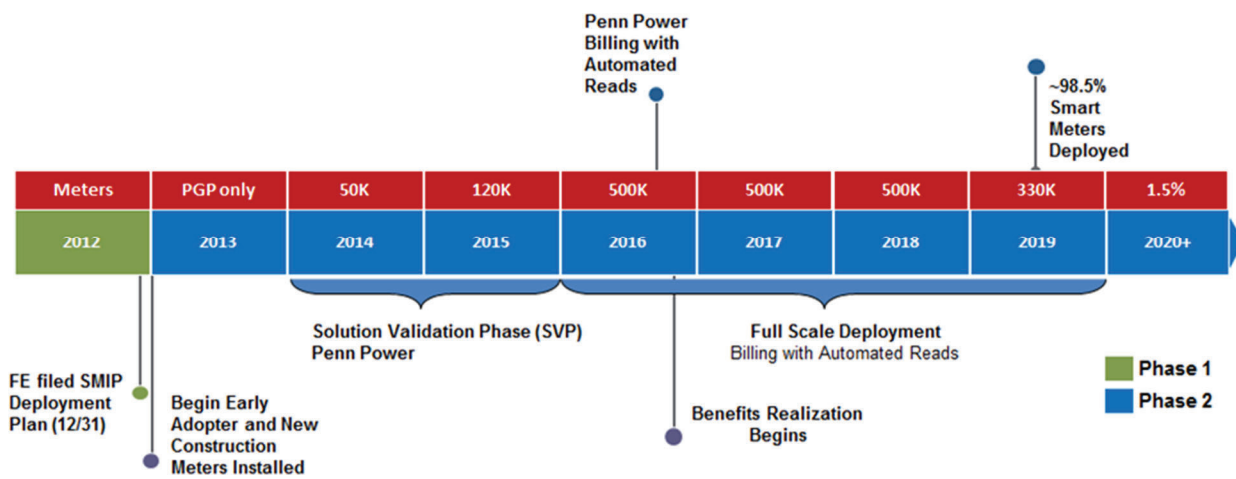 Penn Power
Billing with
Automated
Reads
~98.5%
Smart
Meters
Deployed
Meters PGP only 50K 120K 500K 500K 500K 330K 1.5%
2012 2013 2014 2015 2016 2017 2018 2019 2020+
Solution Validation Phase (SVP)
Penn Power
Full Scale Deployment
Billing with Automated Reads
FE filed SMIP
Deployment
Plan (12/31)
Begin Early
Adopter and New
Construction
Meters Installed
Benefits Realization
Begins
Phase 1
Phase 2